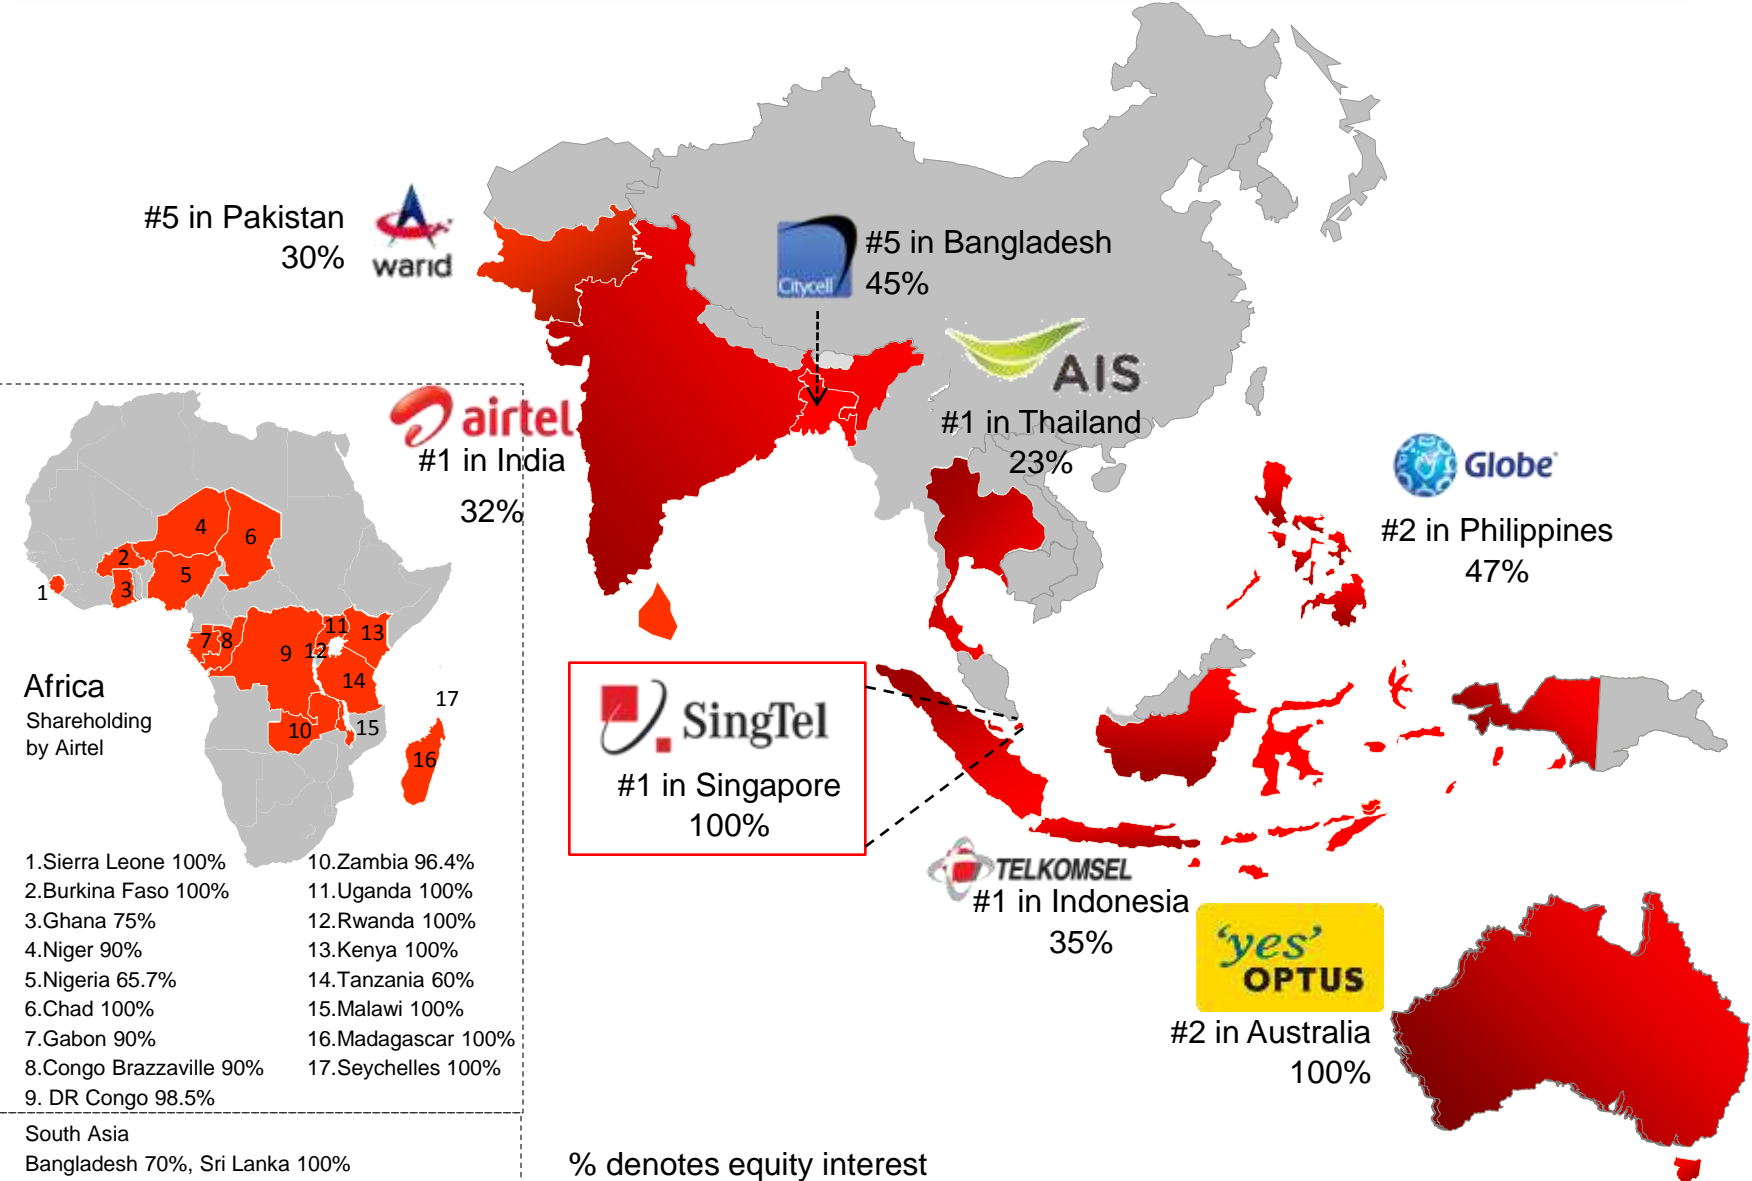 #5 in Pakistan
30%
warid
Citycell
#5 in Bangladesh
45%
AIS
#1 in Thailand
23%
airtel
#1 in India
32%
Globe
#2 in Philippines
47%
SingTel
#1 in Singapore
100%
TELKOMSEL
#1 in Indonesia
35%
'yes'
OPTUS
#2 in Australia
100%
1
2
3
4
5
6
7
8
9
10
11
12
13
14
15
16
17
Africa
Shareholding
by Airtel
1.Sierra Leone 100%
2.Burkina Faso 100%
3.Ghana 75%
4.Niger 90%
5.Nigeria 65.7%
6.Chad 100%
7.Gabon 90%
8.Congo Brazzaville 90%
9. DR Congo 98.5%
10.Zambia 96.4%
11.Uganda 100%
12.Rwanda 100%
13.Kenya 100%
14.Tanzania 60%
15.Malawi 100%
16.Madagascar 100%
17.Seychelles 100%
South Asia
Bangladesh 70%, Sri Lanka 100%
% denotes equity interest